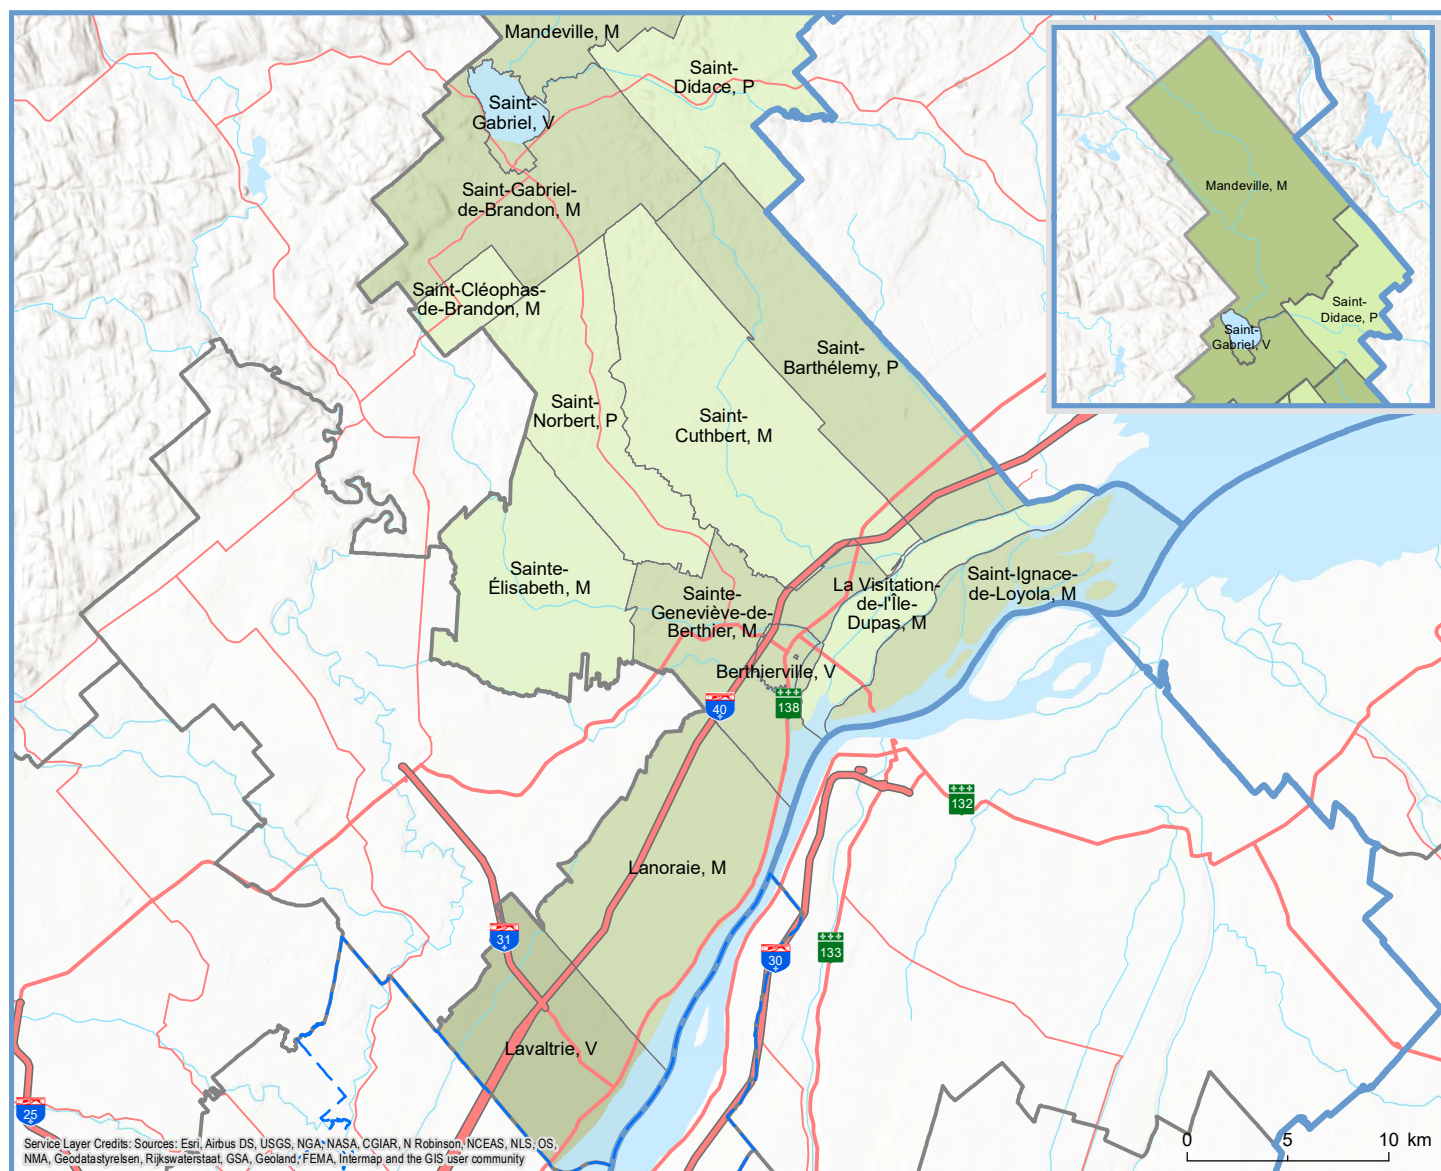 Mandeville, M
Saint-
Didace, P
Saint-
Gabriel, V
Saint-Gabriel-
de-Brandon, M
Saint-Cléophas-
de-Brandon, M
Saint-
Barthélemy, P
Saint-
Norbert, P
Saint-
Cuthbert, M
Sainte-
Élisabeth, M
Sainte-
Geneviève-de-
Berthier, M
La Visitation-
de-l'Île-
Dupas, M
Saint-Ignace-
de-Loyola, M
Berthierville, V
40
138
132
Lanoraie, M
31
30
133
Lavaltrie, V
25
Mandeville, M
Saint-
Didace, P
Saint-
Gabriel, V
0 5 10 km
Service Layer Credits: Sources: Esri, Airbus DS, USGS, NGA, NASA, CGIAR, N Robinson, NCEAS, NLS, OS,
NMA, Geodatastyrelsen, Rijkswaterstaat, GSA, Geoland, FEMA, Intermap and the GIS user community